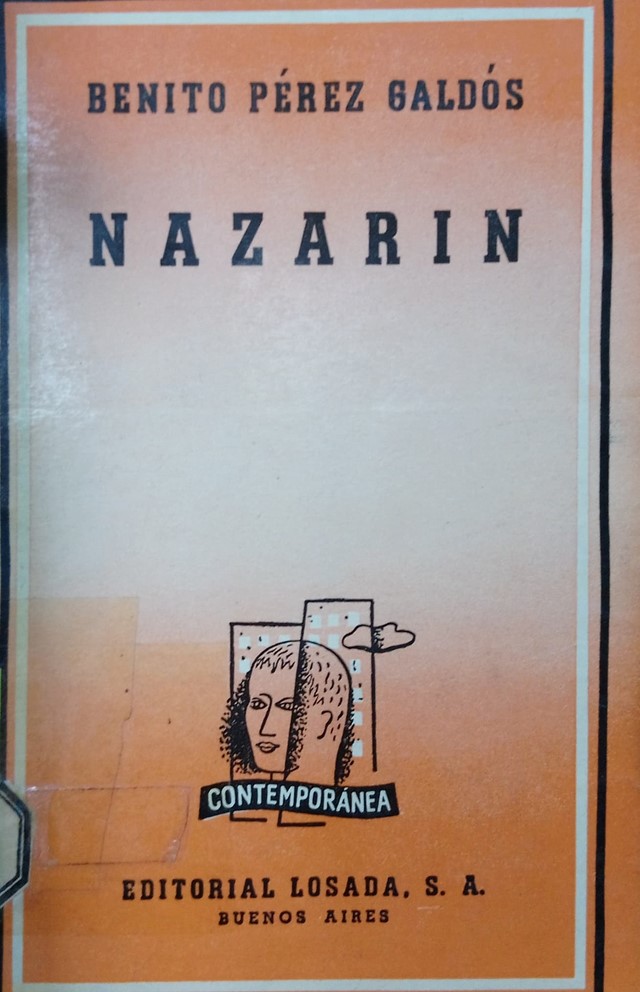 BENITO PÉREZ GALDÓS
NAZARIN
CONTEMPORÁNEA
EDITORIAL LOSADA, S. A.
BUENOS AIRES